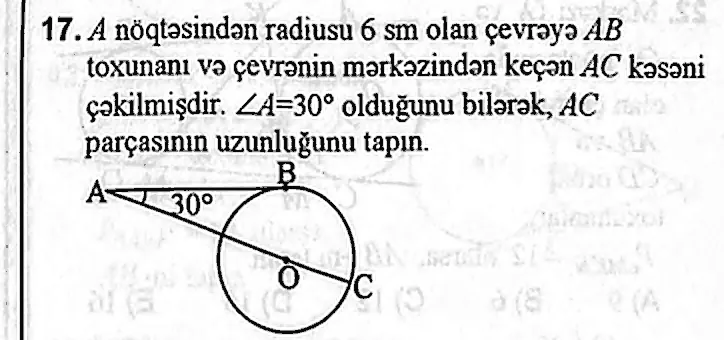 17. A nöqtəsindən radiusu 6 sm olan çevrəyə AB
toxunanı və çevrənin mərkəzindən keçən AC kəsəni
çəkilmişdir. ∠A=30° olduğunu bilərək, AC
parçasının uzunluğunu tapın.
B
A
30°
O
C